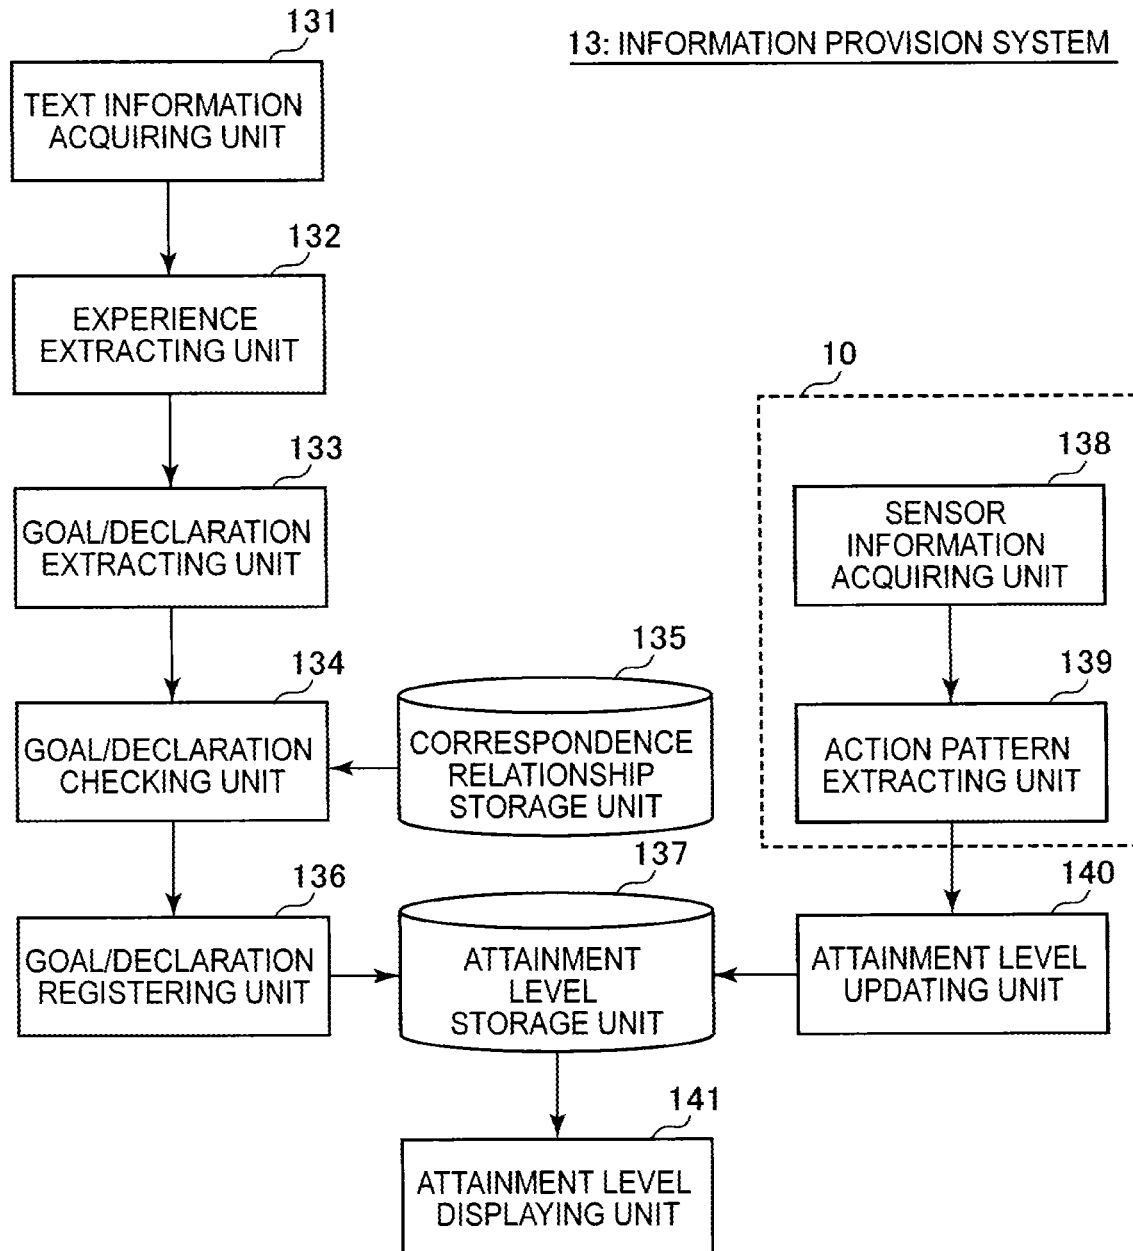 131
13: INFORMATION PROVISION SYSTEM
TEXT INFORMATION
ACQUIRING UNIT
132
EXPERIENCE
EXTRACTING UNIT
10
133
138
GOAL/DECLARATION
EXTRACTING UNIT
SENSOR
INFORMATION
ACQUIRING UNIT
134
135
139
GOAL/DECLARATION
CHECKING UNIT
CORRESPONDENCE
RELATIONSHIP
STORAGE UNIT
ACTION PATTERN
EXTRACTING UNIT
136
137
140
GOAL/DECLARATION
REGISTERING UNIT
ATTAINMENT
LEVEL
STORAGE UNIT
ATTAINMENT LEVEL
UPDATING UNIT
141
ATTAINMENT LEVEL
DISPLAYING UNIT